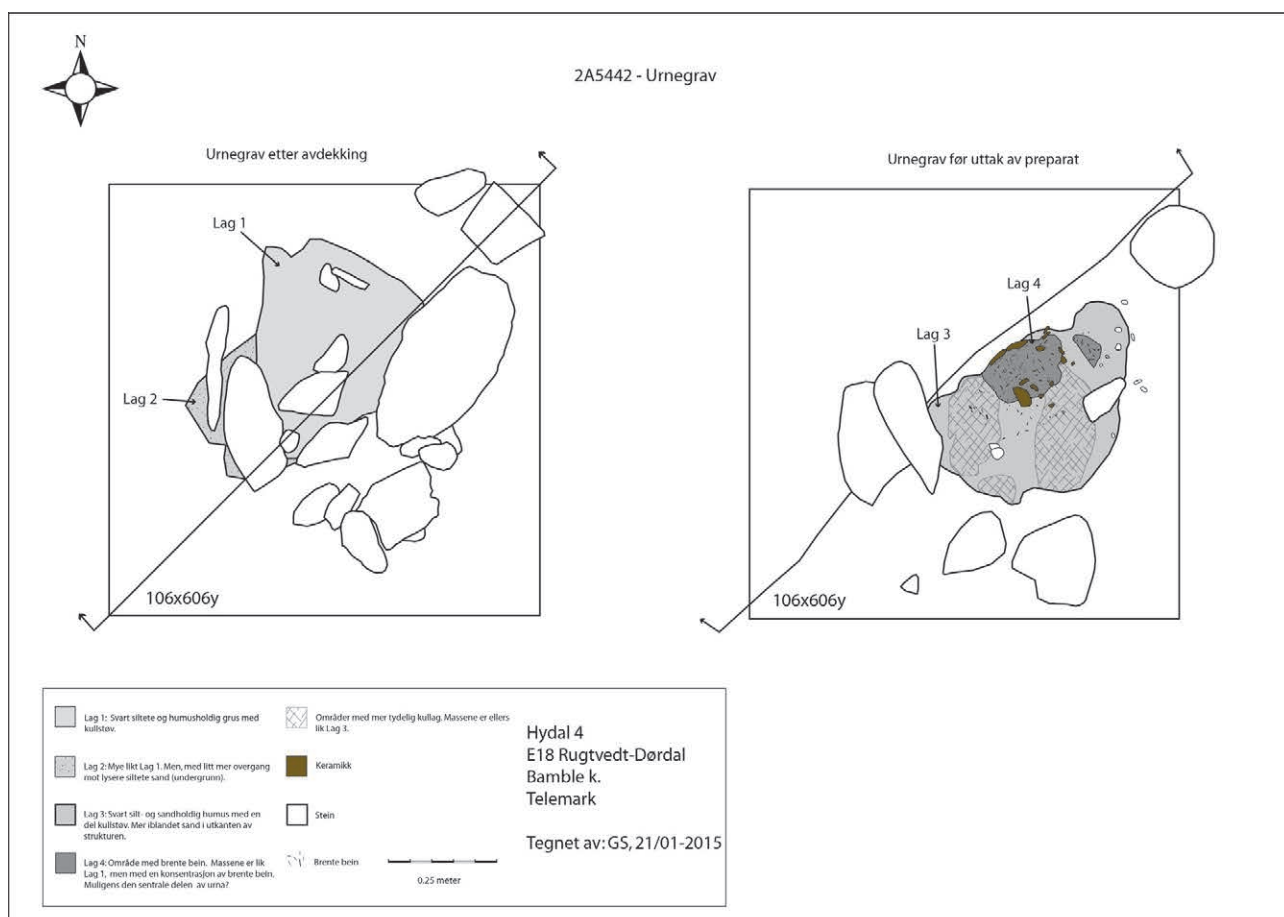 N
2A5442 - Urnegrav
Urnegrav etter avdekking
Urnegrav før uttak av preparat
Lag 1
Lag 2
106x606y
Lag 4
Lag 3
106x606y
Lag 1: Svart siltete og humusholdig grus med
kullstøv.
Lag 2: Mye likt Lag 1. Men, med litt mer overgang
mot lysere siltete sand (undergrunn).
Lag 3: Svart silt- og sandholdig humus med en
del kullstøv. Mer iblandet sand i utkanten av
strukturen.
Lag 4: Område med brente bein. Massene er lik
Lag 1, men med en konsentrasjon av brente bein.
Muligens den sentrale delen av urna?
Områder med mer tydelig kullag. Massene er ellers
lik Lag 3.
Keramikk
Stein
Brente bein
0.25 meter
Hydal 4
E18 Rugtvedt-Dørdal
Bamble k.
Telemark
Tegnet av: GS, 21/01-2015